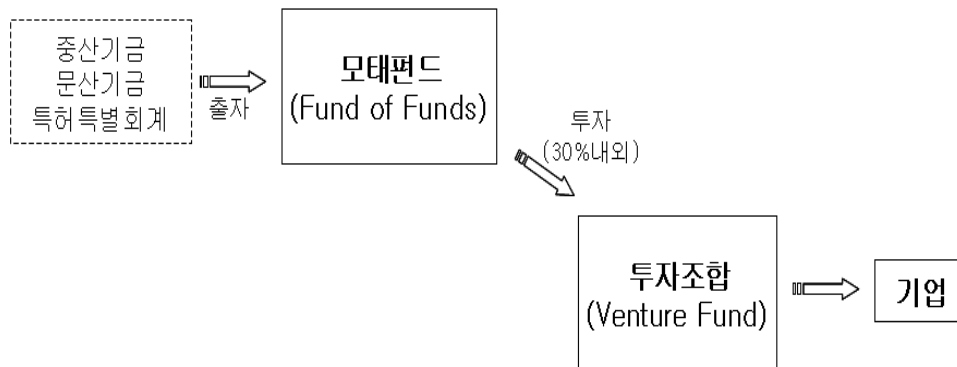 중산기금
문산기금
특허특별회계
출자
모태펀드
(Fund of Funds)
투자
(30%내외)
투자조합
(Venture Fund)
기업